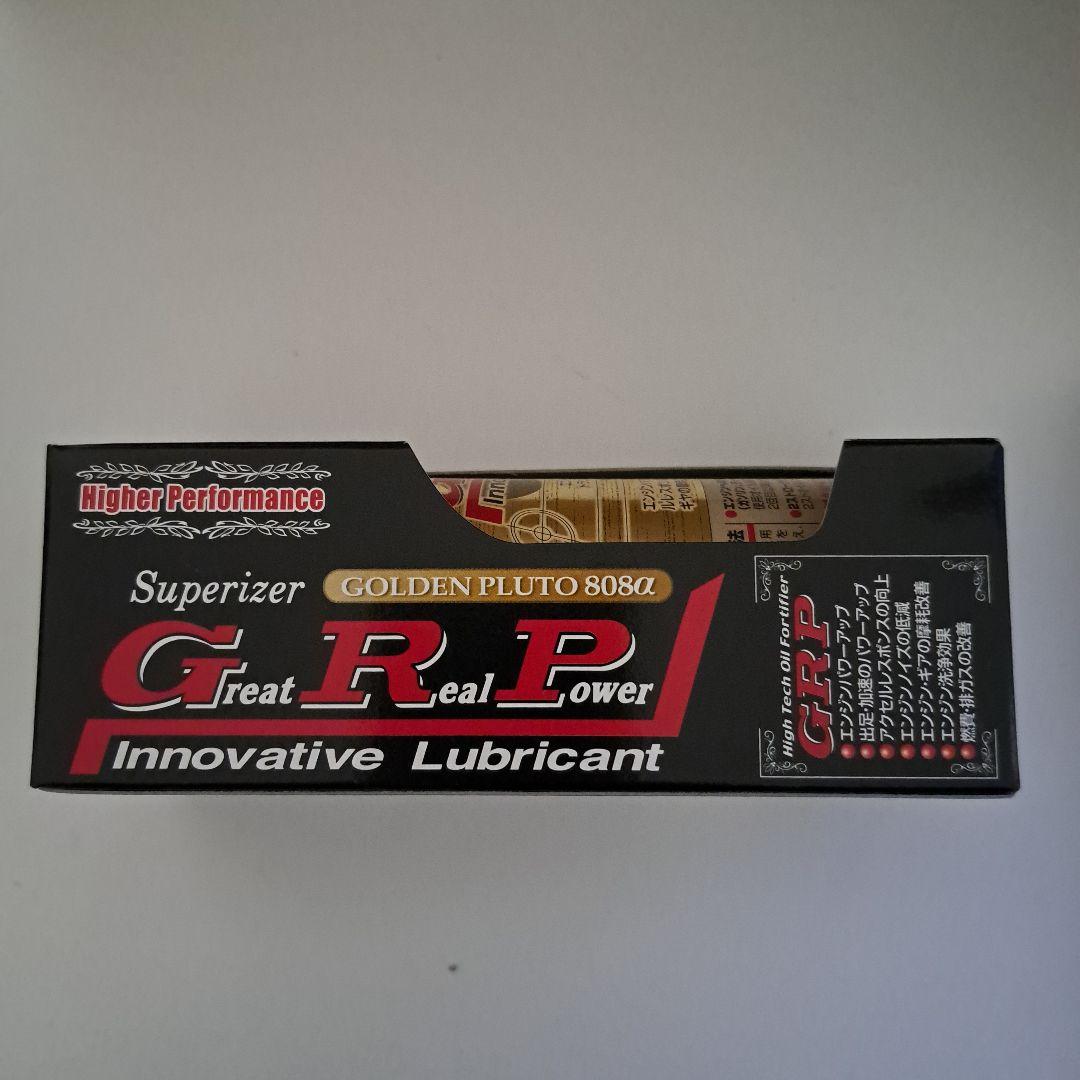 Higher Performance
Superizer GOLDEN PLUTO 808α
Great Real Power
Innovative Lubricant
High Tech Oil Fortifier
GRP
●エンジンパワーアップ
●出足・加速のパワーアップ
●アクセルレスポンスの向上
●エンジンノイズの低減
●エンジン・ギアの摩耗改善
●エンジン洗浄効果
●燃費・排ガスの改善